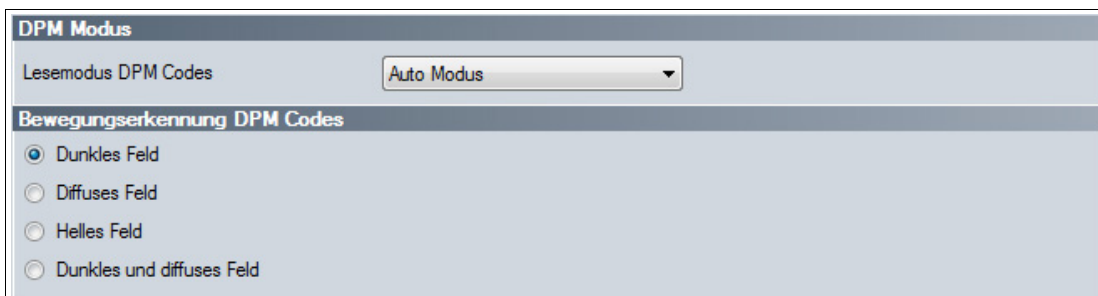 DPM Modus
Lesemodus DPM Codes Auto Modus
Bewegungserkennung DPM Codes
Dunkles Feld
Diffuses Feld
Helles Feld
Dunkles und diffuses Feld